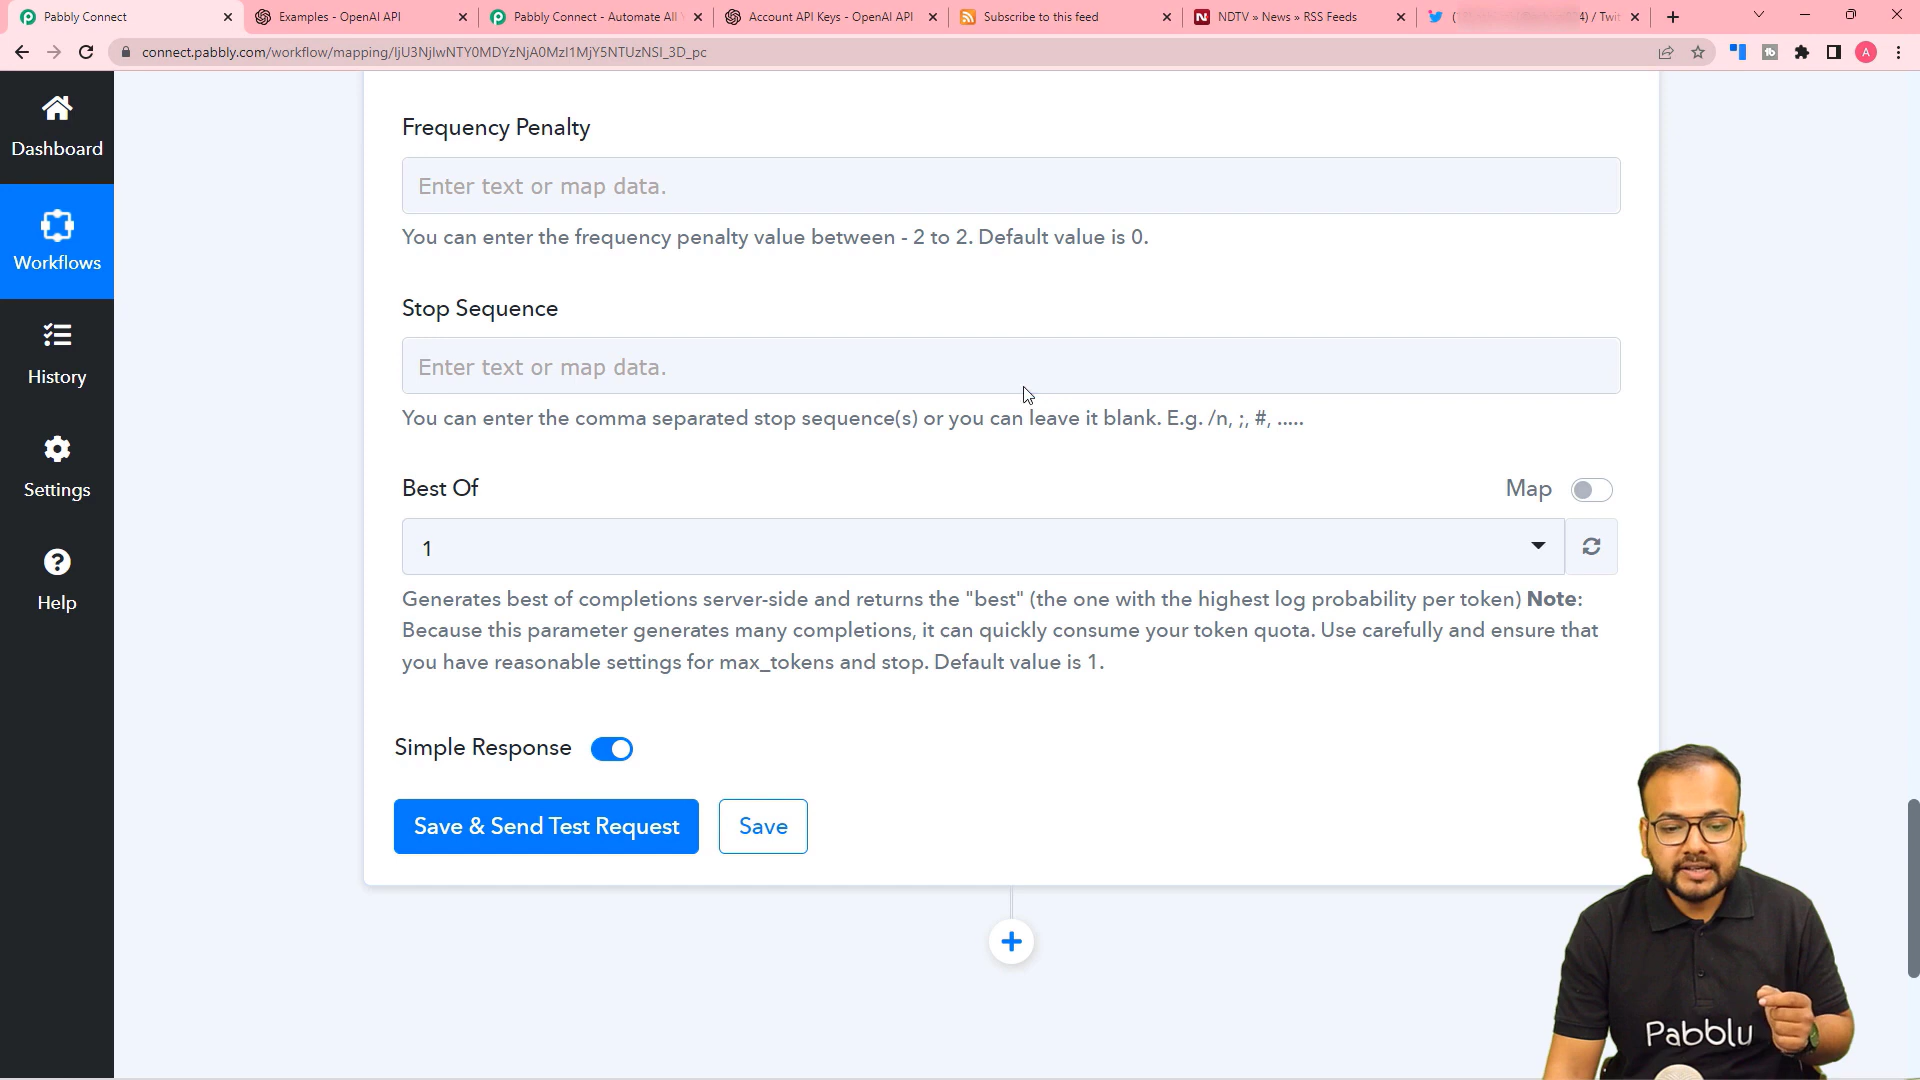 Pabbly Connect
Examples - OpenAI API
Pabbly Connect - Automate All
Account API Keys - OpenAI API
Subscribe to this feed
NDTV » News » RSS Feeds
4) / Twit
connect.pabbly.com/workflow/mapping/IjU3NjIwNTY0MDYzNjA0MzI1MjY5NTUzNSI_3D_pc
A
Dashboard
Workflows
History
Settings
Help
Frequency Penalty
Enter text or map data.
You can enter the frequency penalty value between - 2 to 2. Default value is 0.
Stop Sequence
Enter text or map data.
You can enter the comma separated stop sequence(s) or you can leave it blank. E.g. /n, ;, #, .....
Best Of
Map
1
Generates best of completions server-side and returns the "best" (the one with the highest log probability per token) Note:
Because this parameter generates many completions, it can quickly consume your token quota. Use carefully and ensure that
you have reasonable settings for max_tokens and stop. Default value is 1.
Simple Response
Save & Send Test Request
Save
Pabbly